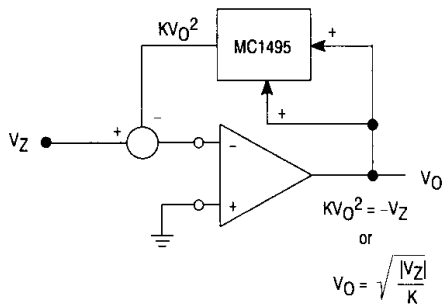 KVO²
MC1495
+
+
−
+
VZ
−
+
VO
KVO² = −VZ
or
VO = √(|VZ|/K)